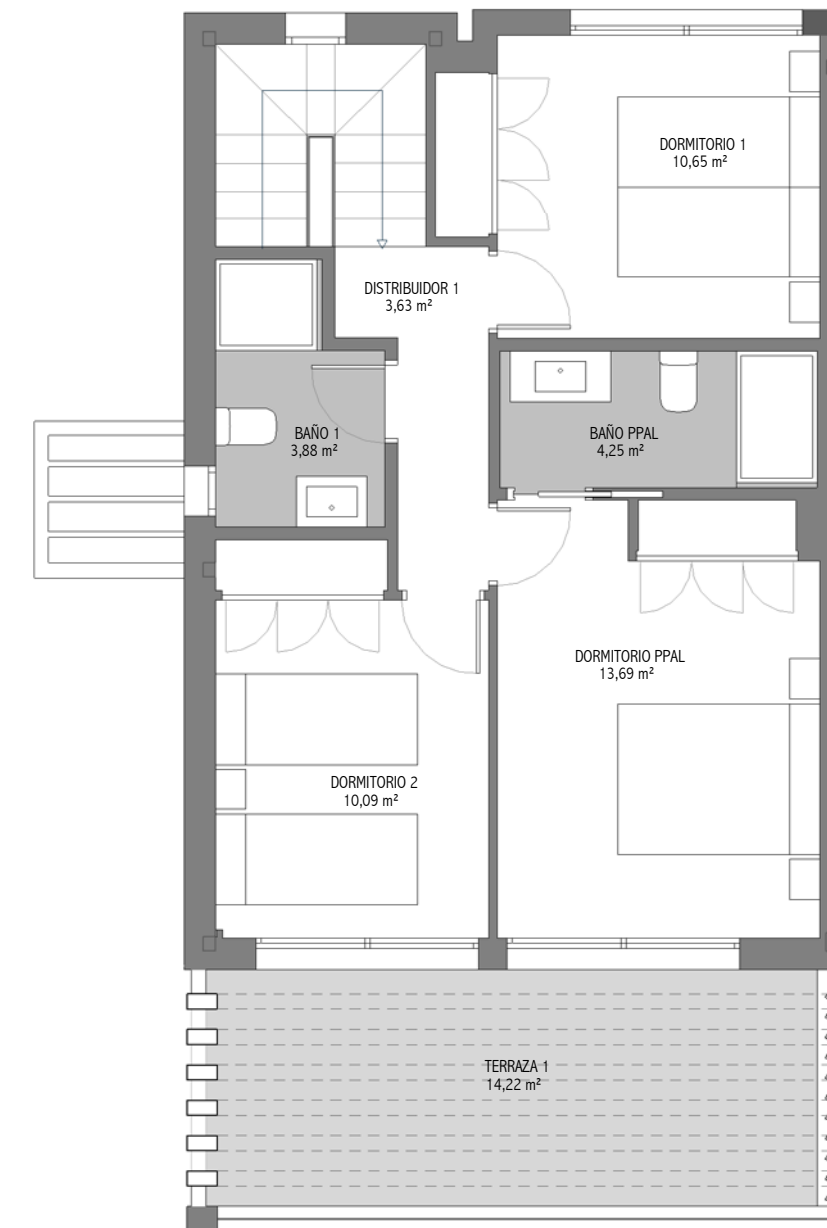 DORMITORIO 1
10,65 m²
DISTRIBUIDOR 1
3,63 m²
BAÑO 1
3,88 m²
BAÑO PPAL
4,25 m²
DORMITORIO PPAL
13,69 m²
DORMITORIO 2
10,09 m²
TERRAZA 1
14,22 m²